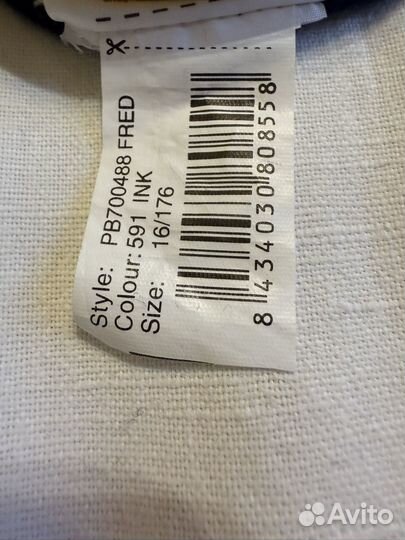 Style: PB700488 FRED
Colour: 591 INK
Size: 16/176
8 434030 808558
Avito